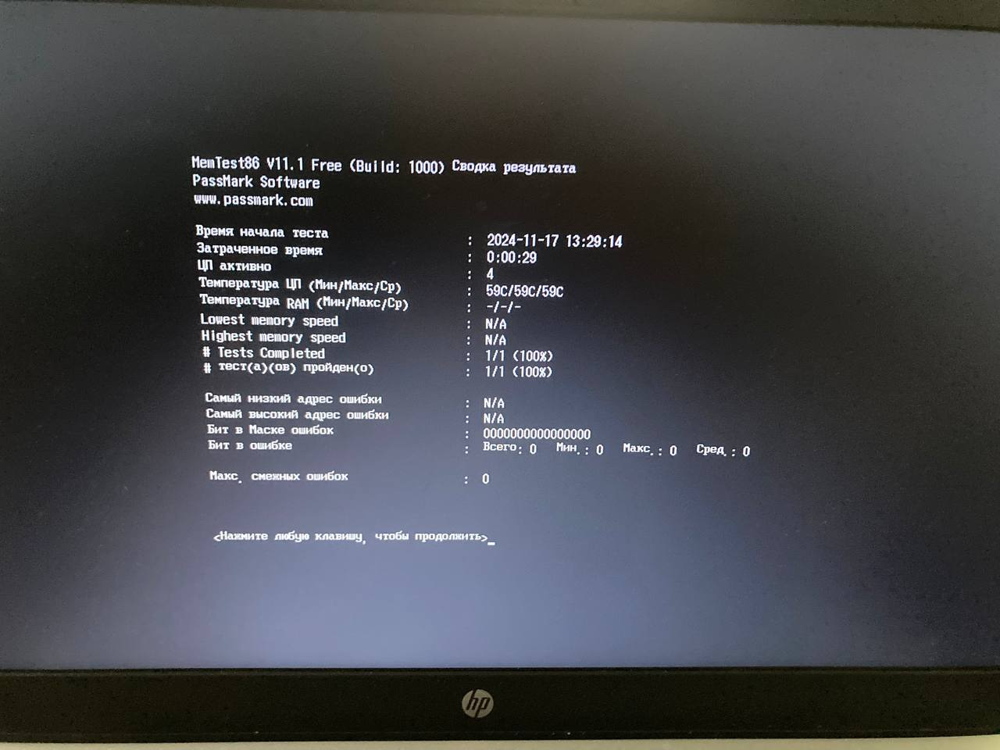 MemTest86 V11.1 Free (Build: 1000) Сводка результата
PassMark Software
www.passmark.com
Время начала теста : 2024-11-17 13:29:14
Затраченное время : 0:00:29
ЦП активно : 4
Температура ЦП (Мин/Макс/Ср) : 59C/59C/59C
Температура RAM (Мин/Макс/Ср) : -/-/-
Lowest memory speed : N/A
Highest memory speed : N/A
# Tests Completed : 1/1 (100%)
# тест(а)(ов) пройден(о) : 1/1 (100%)
Самый низкий адрес ошибки : N/A
Самый высокий адрес ошибки : N/A
Бит в Маске ошибок : 0000000000000000
Бит в ошибке : Всего: 0 Мин.: 0 Макс.: 0 Сред.: 0
Макс. смежных ошибок : 0
<Нажмите любую клавишу, чтобы продолжить>_
hp